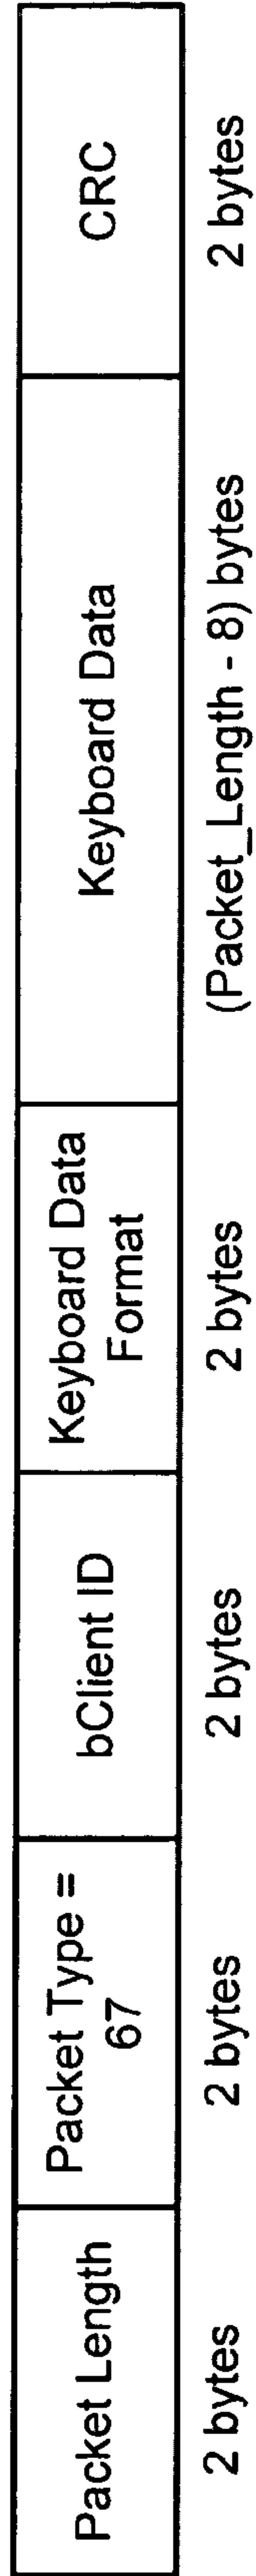 Packet Length
Packet Type =
67
bClient ID
Keyboard Data
Format
Keyboard Data
CRC
2 bytes
2 bytes
2 bytes
2 bytes
(Packet_Length - 8) bytes
2 bytes